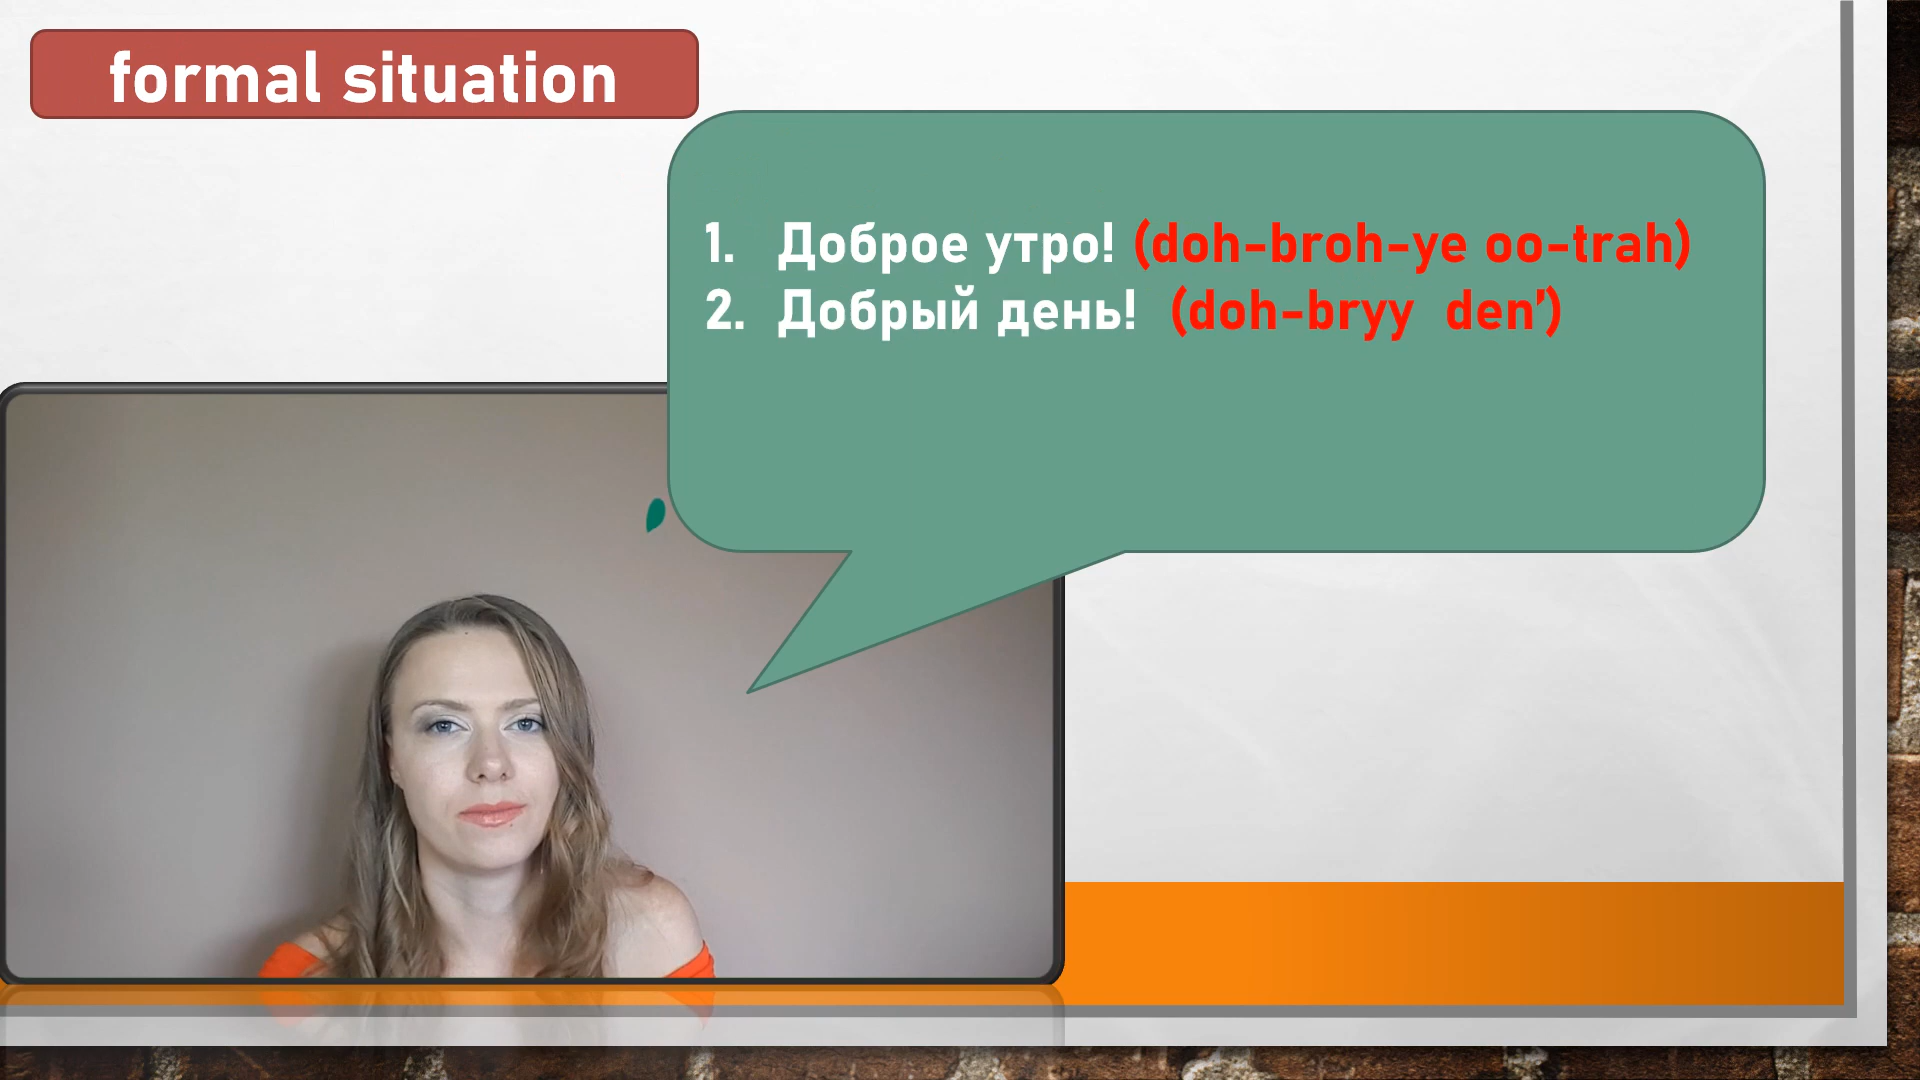 formal situation
1. Доброе утро! (doh-broh-ye oo-trah)
2. Добрый день! (doh-bryy den')